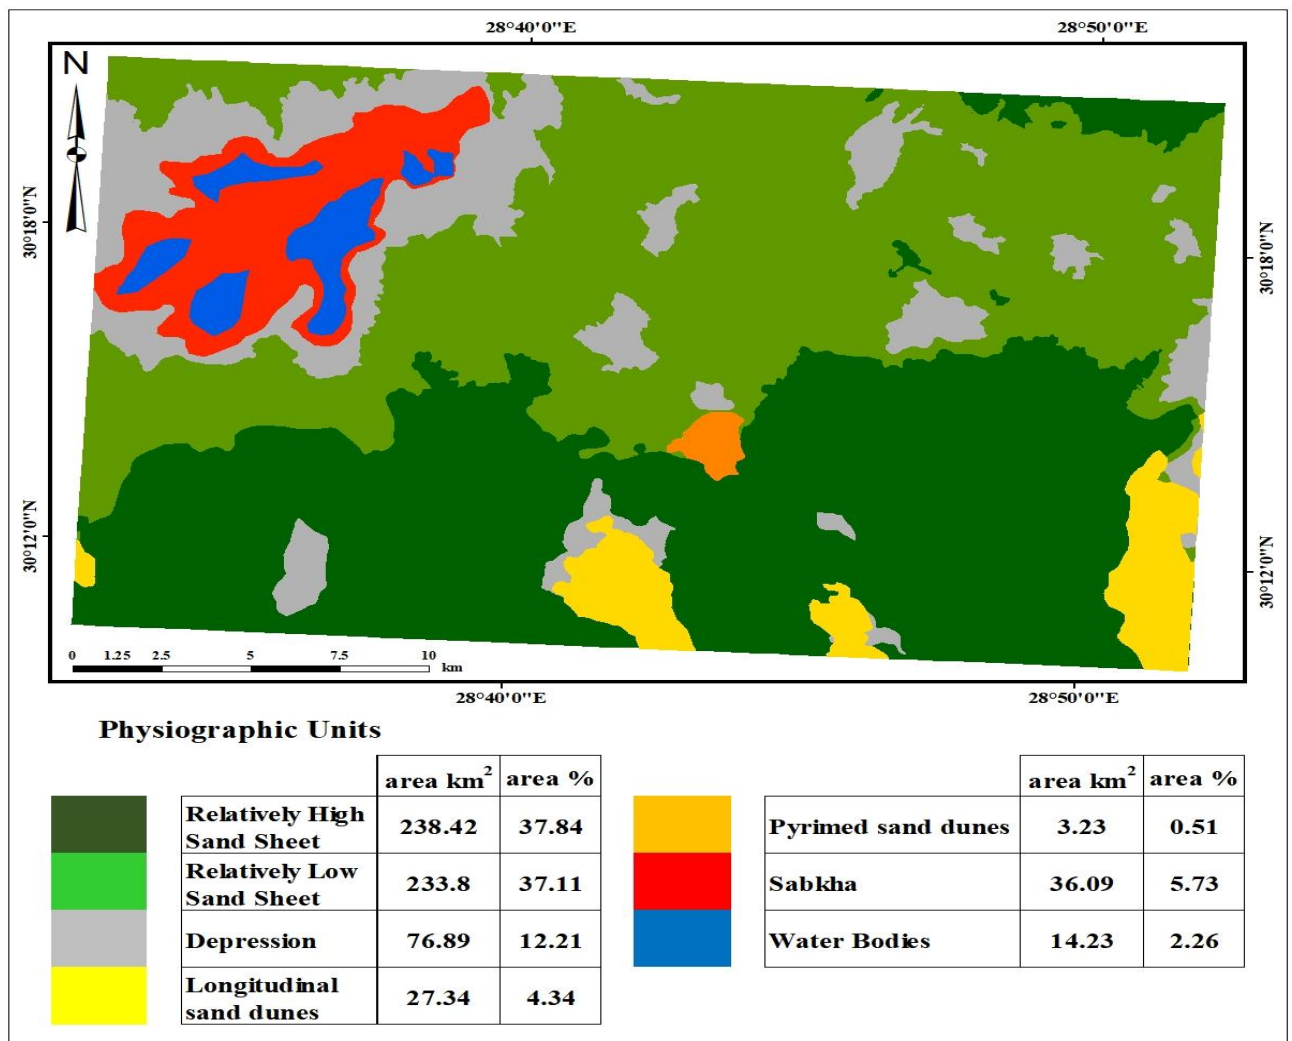 28°40'0"E 28°50'0"E
N
30°18'0"N
30°18'0"N
30°12'0"N
30°12'0"N
0 1.25 2.5 5 7.5 10
km
28°40'0"E 28°50'0"E
Physiographic Units
area km² area %
Relatively High
Sand Sheet 238.42 37.84
Relatively Low
Sand Sheet 233.8 37.11
Depression 76.89 12.21
Longitudinal
sand dunes 27.34 4.34
area km² area %
Pyrimed sand dunes 3.23 0.51
Sabkha 36.09 5.73
Water Bodies 14.23 2.26